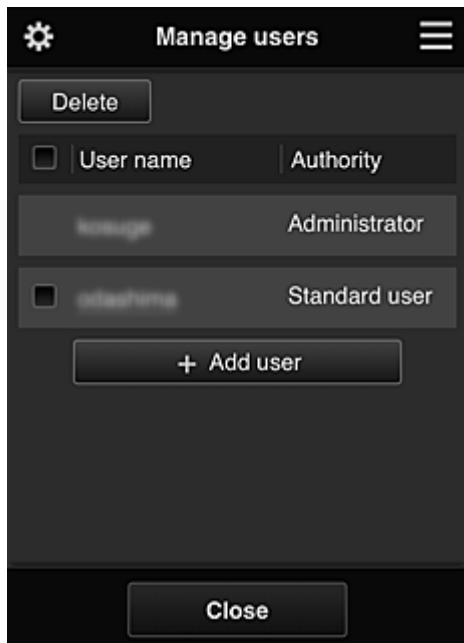 Manage users
Delete
User name Authority
Administrator
Standard user
+ Add user
Close